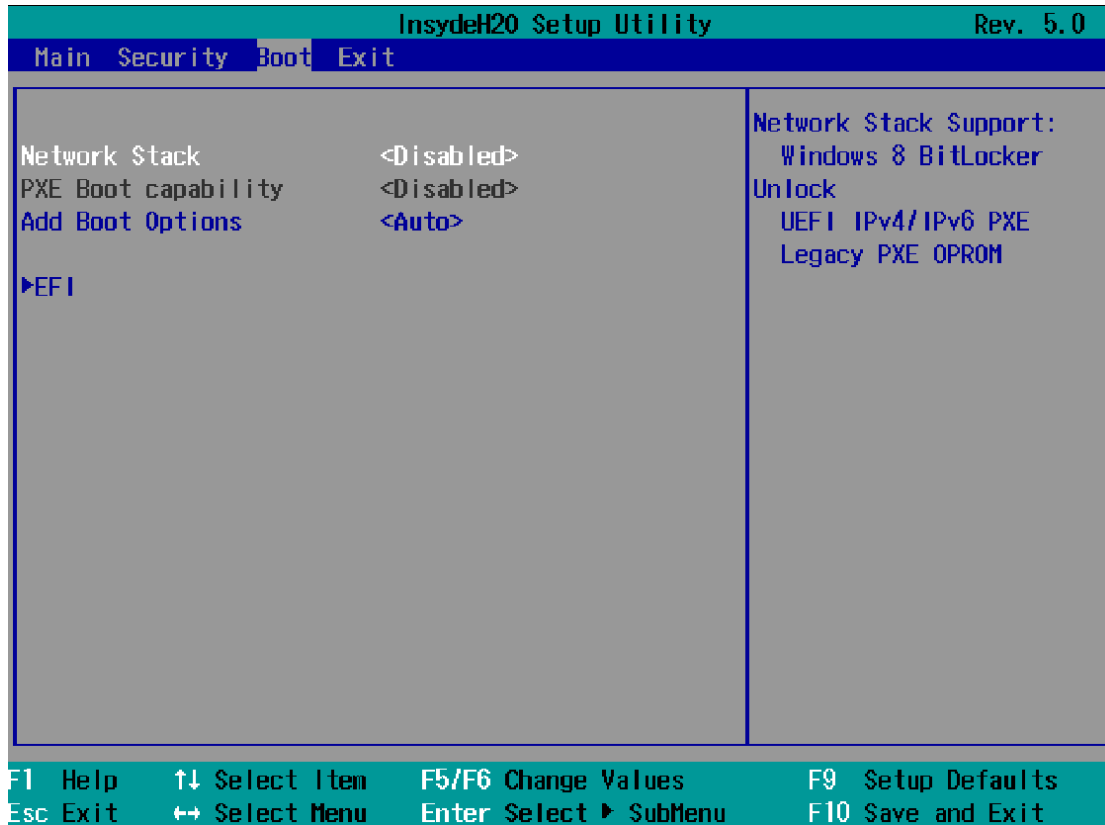 InsydeH20 Setup Utility Rev. 5.0
Main Security Boot Exit
Network Stack <Disabled>
PXE Boot capability <Disabled>
Add Boot Options <Auto>
▶EFI
Network Stack Support:
Windows 8 BitLocker
Unlock
UEFI IPv4/IPv6 PXE
Legacy PXE OPROM
F1 Help ↑↓ Select Item F5/F6 Change Values F9 Setup Defaults
Esc Exit ↔ Select Menu Enter Select ▶ SubMenu F10 Save and Exit